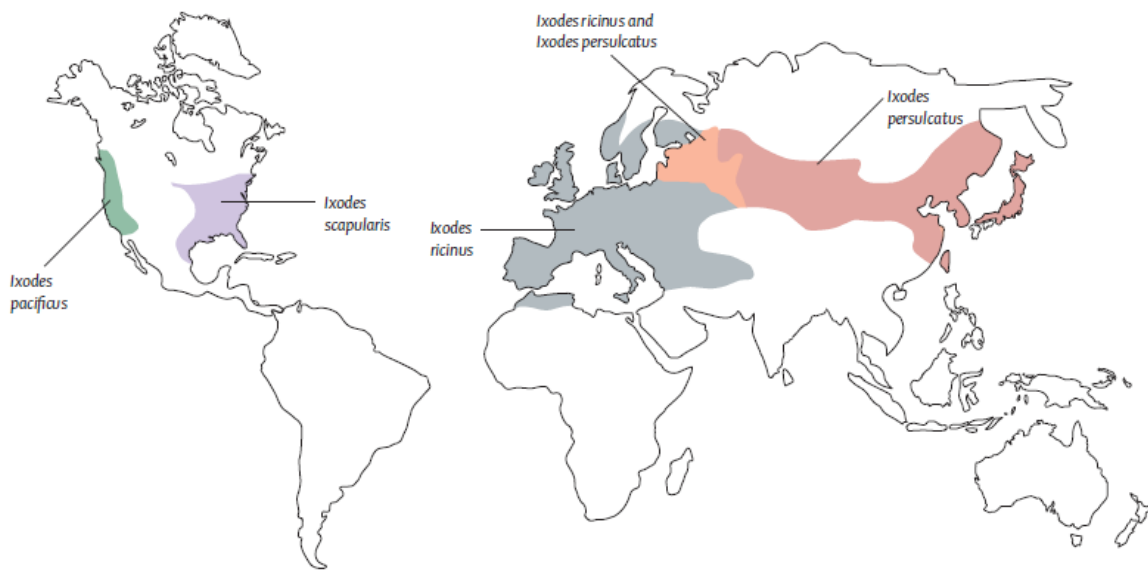 Ixodes ricinus and
Ixodes persulcatus
Ixodes
persulcatus
Ixodes
scapularis
Ixodes
ricinus
Ixodes
pacificus